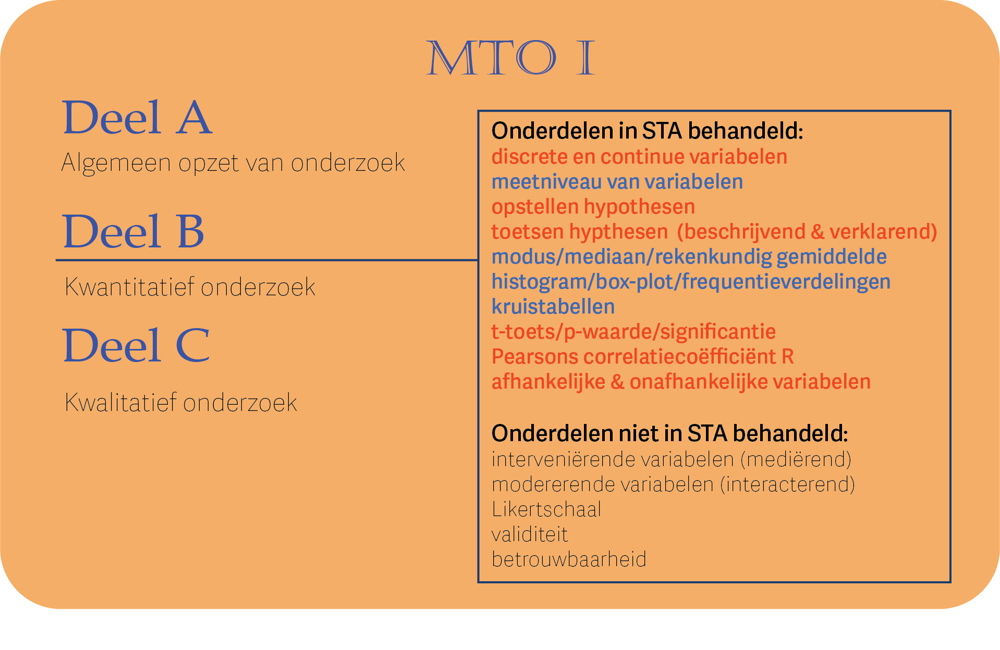 MTO I
Deel A
Algemeen opzet van onderzoek
Deel B
Kwantitatief onderzoek
Deel C
Kwalitatief onderzoek
Onderdelen in STA behandeld:
discrete en continue variabelen
meetniveau van variabelen
opstellen hypothesen
toetsen hypthesen (beschrijvend & verklarend)
modus/mediaan/rekenkundig gemiddelde
histogram/box-plot/frequentieverdelingen
kruistabellen
t-toets/p-waarde/significantie
Pearsons correlatiecoëfficiënt R
afhankelijke & onafhankelijke variabelen
Onderdelen niet in STA behandeld:
interveniërende variabelen (mediërend)
modererende variabelen (interacterend)
Likertschaal
validiteit
betrouwbaarheid